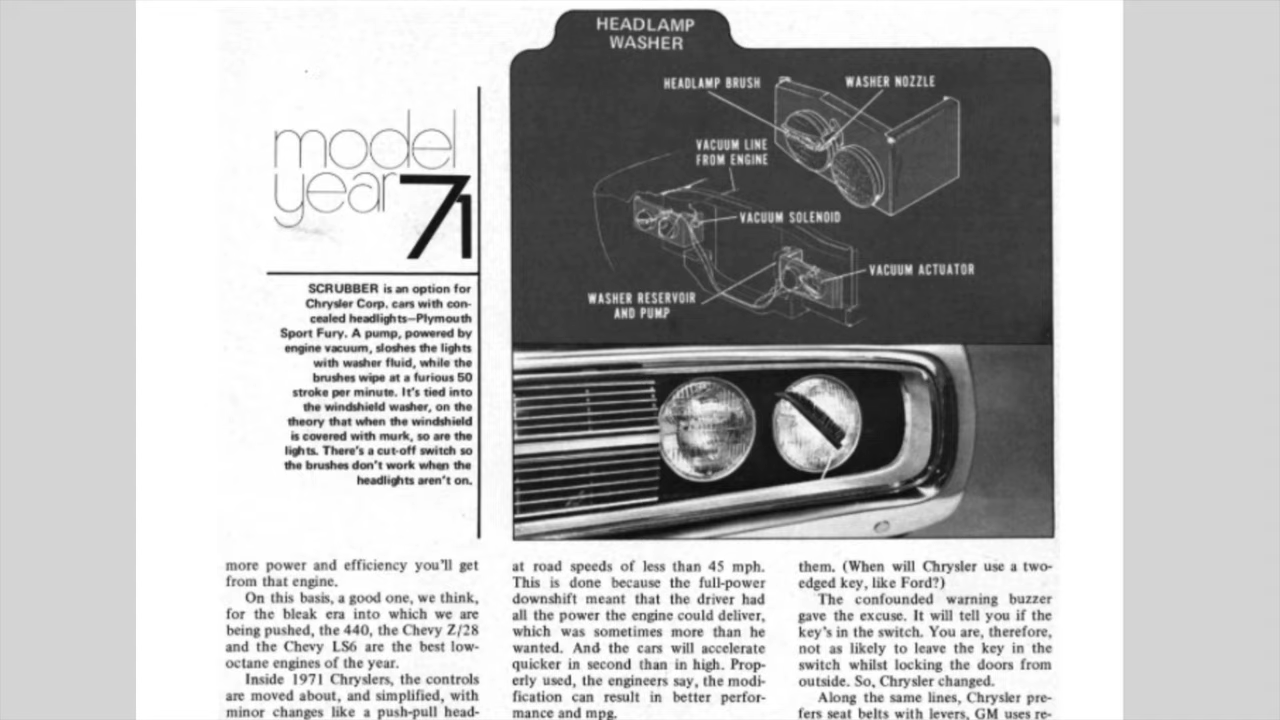 HEADLAMP
WASHER
HEADLAMP BRUSH
WASHER NOZZLE
VACUUM LINE
FROM ENGINE
VACUUM SOLENOID
VACUUM ACTUATOR
WASHER RESERVOIR
AND PUMP
model
year 71
SCRUBBER is an option for
Chrysler Corp. cars with con-
cealed headlights—Plymouth
Sport Fury. A pump, powered by
engine vacuum, sloshes the lights
with washer fluid, while the
brushes wipe at a furious 50
stroke per minute. It's tied into
the windshield washer, on the
theory that when the windshield
is covered with murk, so are the
lights. There's a cut-off switch so
the brushes don't work when the
headlights aren't on.
more power and efficiency you'll get
from that engine.
On this basis, a good one, we think,
for the bleak era into which we are
being pushed, the 440, the Chevy Z/28
and the Chevy LS6 are the best low-
octane engines of the year.
Inside 1971 Chryslers, the controls
are moved about, and simplified, with
minor changes like a push-pull head-
at road speeds of less than 45 mph.
This is done because the full-power
downshift meant that the driver had
all the power the engine could deliver,
which was sometimes more than he
wanted. And the cars will accelerate
quicker in second than in high. Prop-
erly used, the engineers say, the modi-
fication can result in better perfor-
mance and mpg.
them. (When will Chrysler use a two-
edged key, like Ford?)
The confounded warning buzzer
gave the excuse. It will tell you if the
key's in the switch. You are, therefore,
not as likely to leave the key in the
switch whilst locking the doors from
outside. So, Chrysler changed.
Along the same lines, Chrysler pre-
fers seat belts with levers, GM uses re-